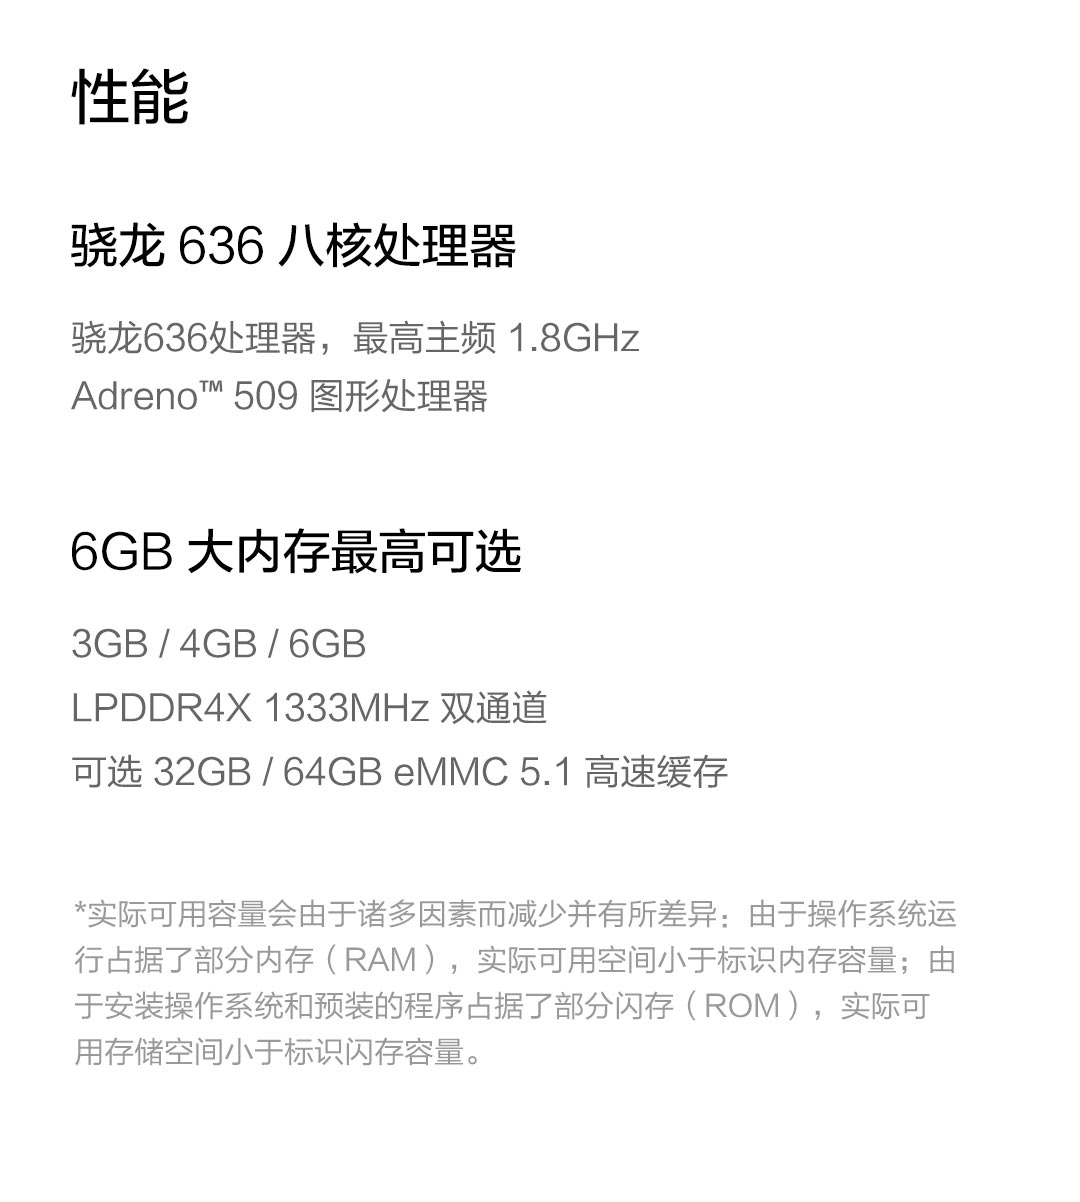 性能
骁龙 636 八核处理器
骁龙636处理器，最高主频 1.8GHz
Adreno™ 509 图形处理器
6GB 大内存最高可选
3GB / 4GB / 6GB
LPDDR4X 1333MHz 双通道
可选 32GB / 64GB eMMC 5.1 高速缓存
*实际可用容量会由于诸多因素而减少并有所差异：由于操作系统运
行占据了部分内存（RAM），实际可用空间小于标识内存容量；由
于安装操作系统和预装的程序占据了部分闪存（ROM），实际可
用存储空间小于标识闪存容量。